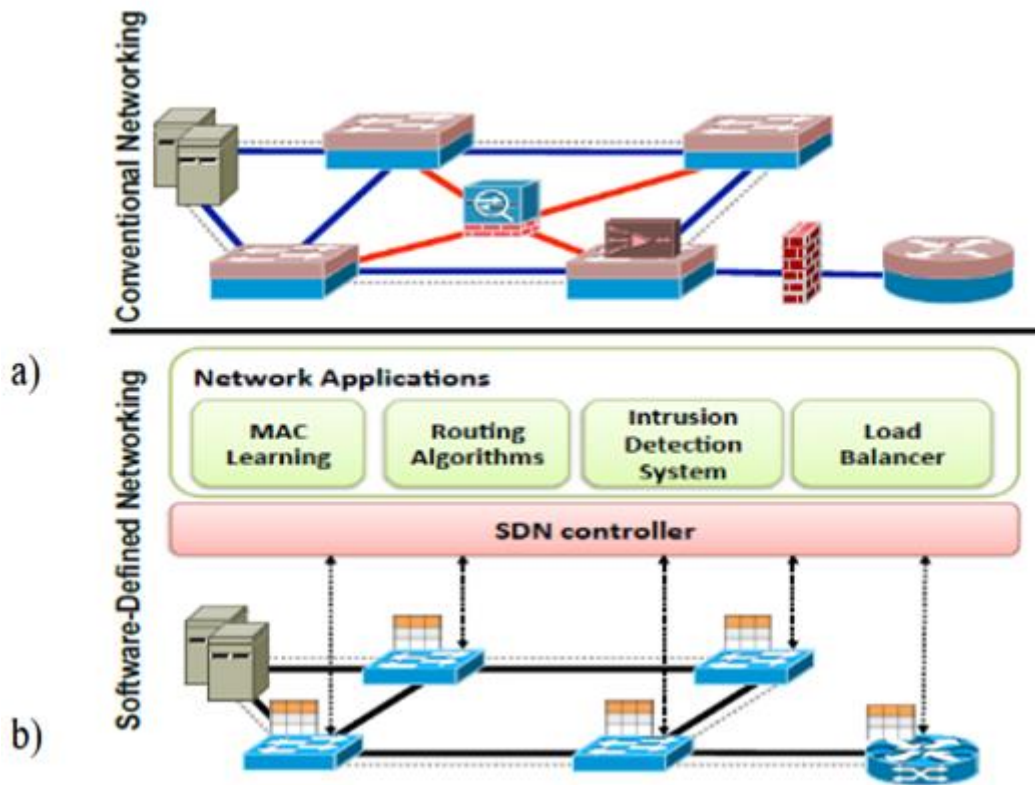 Conventional Networking
a)
Software-Defined Networking
Network Applications
MAC
Learning
Routing
Algorithms
Intrusion
Detection
System
Load
Balancer
SDN controller
b)